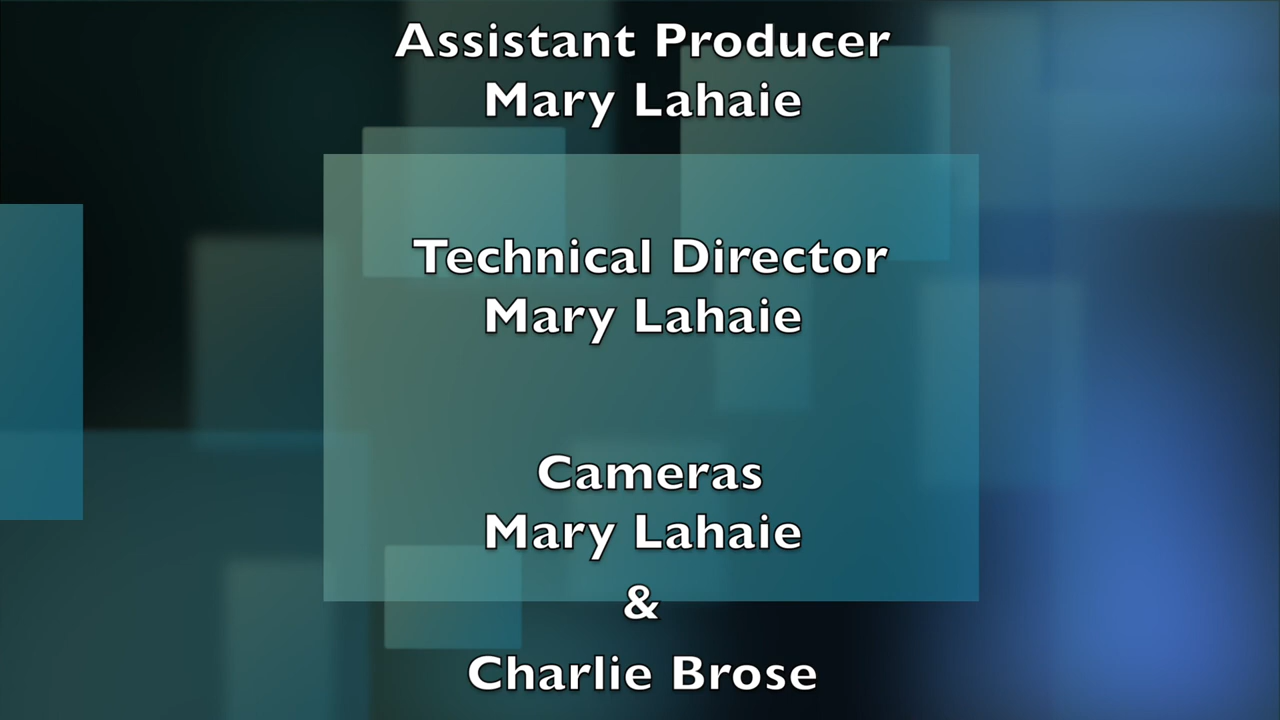 Assistant Producer
Mary Lahaie
Technical Director
Mary Lahaie
Cameras
Mary Lahaie
&
Charlie Brose